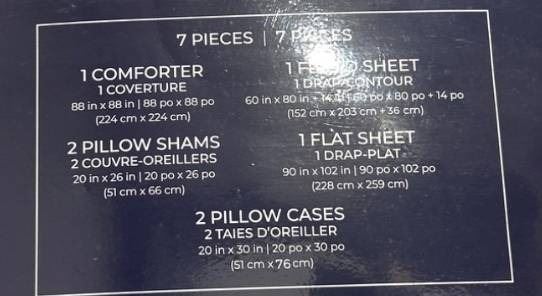 7 PIECES | 7 PIECES
1 COMFORTER
1 COVERTURE
88 in x 88 in | 88 po x 88 po
(224 cm x 224 cm)
1 SHEET
1 DRAP-CONTOUR
60 in x 80 in + 14 in | 60 po x 80 po + 14 po
(152 cm x 203 cm + 36 cm)
2 PILLOW SHAMS
2 COUVRE-OREILLERS
20 in x 26 in | 20 po x 26 po
(51 cm x 66 cm)
1 FLAT SHEET
1 DRAP-PLAT
90 in x 102 in | 90 po x 102 po
(228 cm x 259 cm)
2 PILLOW CASES
2 TAIES D'OREILLER
20 in x 30 in | 20 po x 30 po
(51 cm x 76 cm)